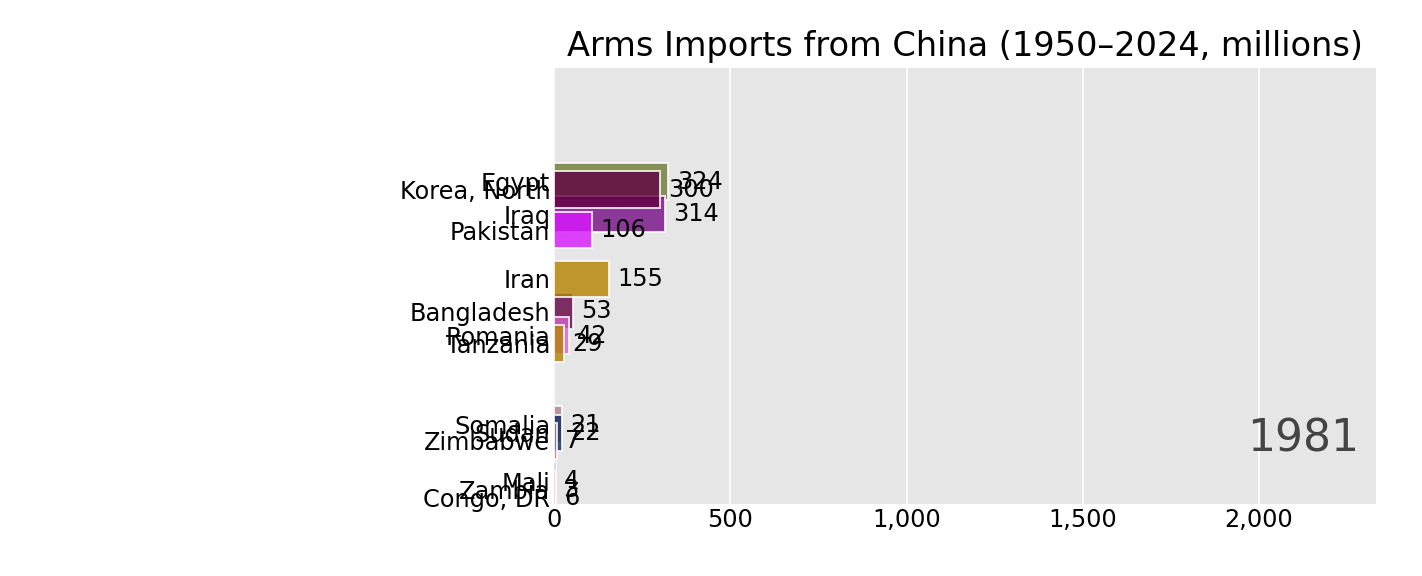 Arms Imports from China (1950–2024, millions)
Egypt 324
Korea, North 300
Iraq 314
Pakistan 106
Iran 155
Bangladesh 53
Romania 42
Tanzania 29
Somalia 21
Sudan 22
Zimbabwe 7
Mali 4
Zambia
Congo, DR 6
1981
0 500 1,000 1,500 2,000